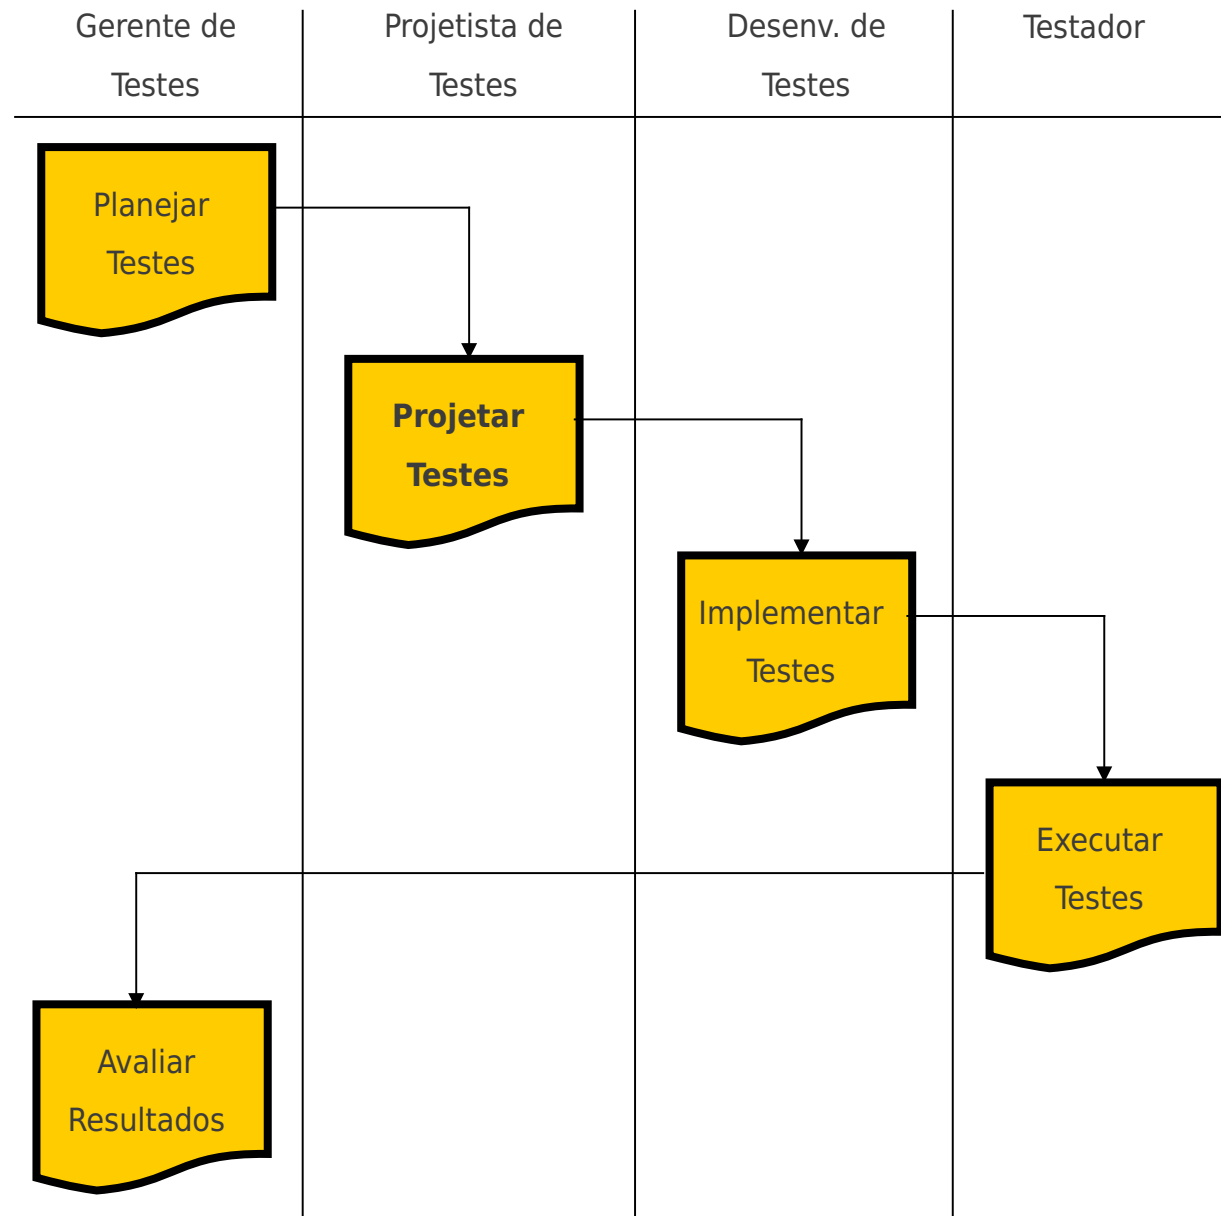 Gerente de
Testes
Projetista de
Testes
Desenv. de
Testes
Testador
Planejar
Testes
Projetar
Testes
Implementar
Testes
Executar
Testes
Avaliar
Resultados